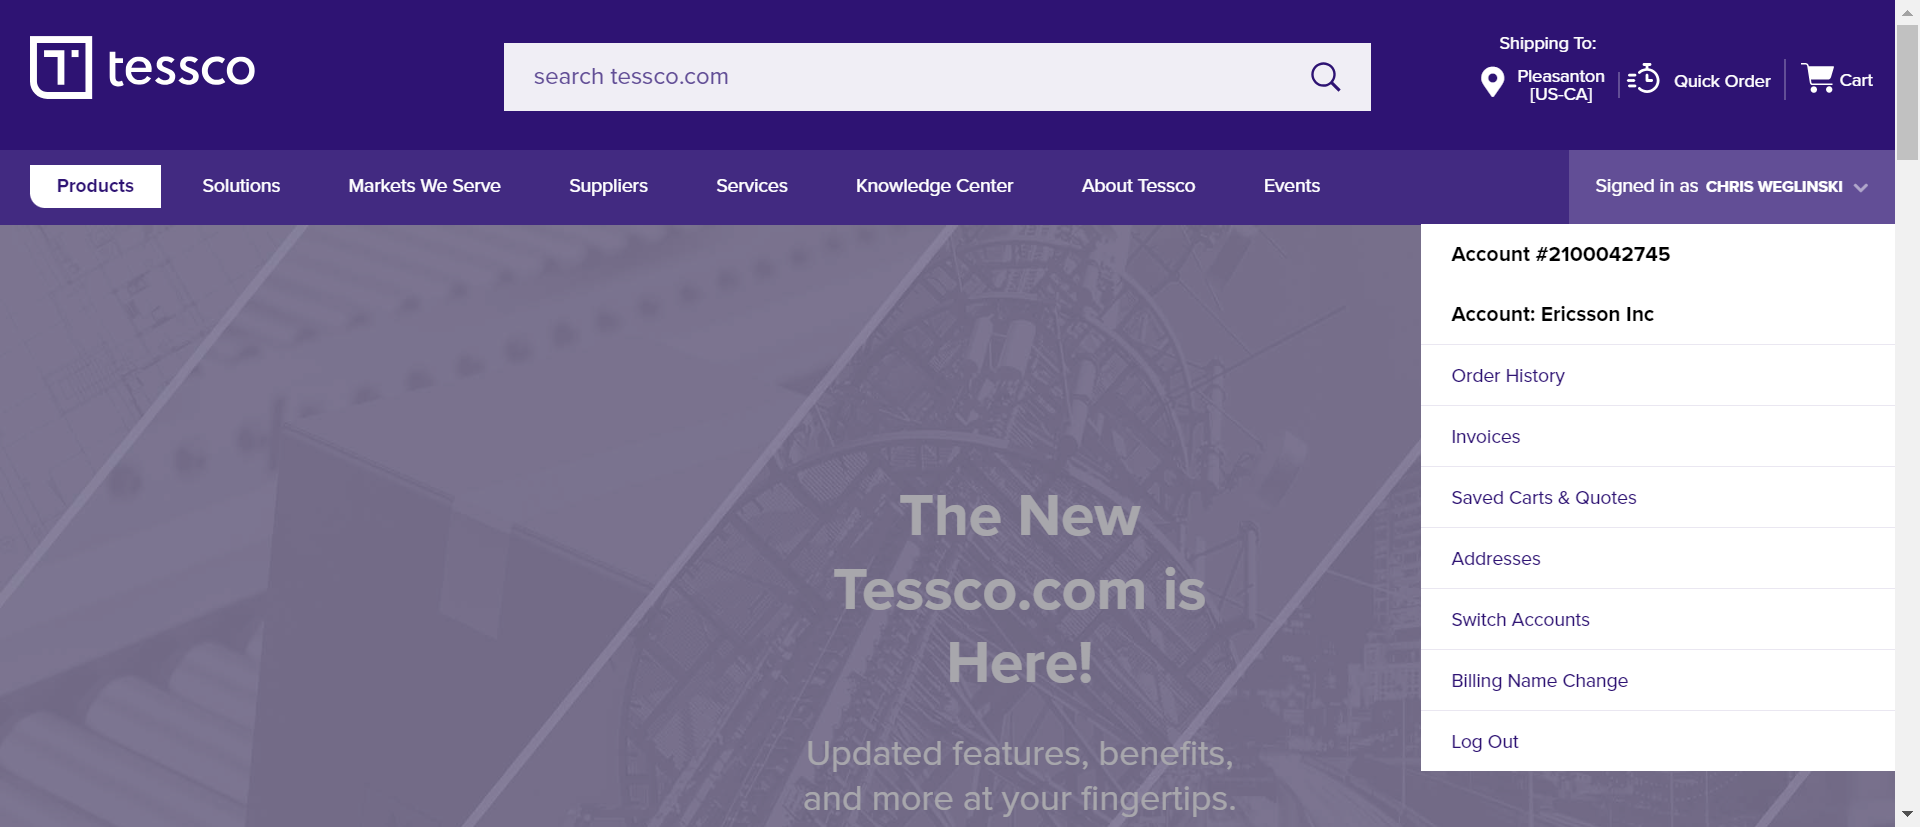 tessco
search tessco.com
Shipping To:
Pleasanton
[US-CA]
Quick Order
Cart
Products
Solutions
Markets We Serve
Suppliers
Services
Knowledge Center
About Tessco
Events
Signed in as CHRIS WEGLINSKI
Account #2100042745
Account: Ericsson Inc
Order History
Invoices
Saved Carts & Quotes
Addresses
Switch Accounts
Billing Name Change
Log Out
The New
Tessco.com is
Here!
Updated features, benefits,
and more at your fingertips.